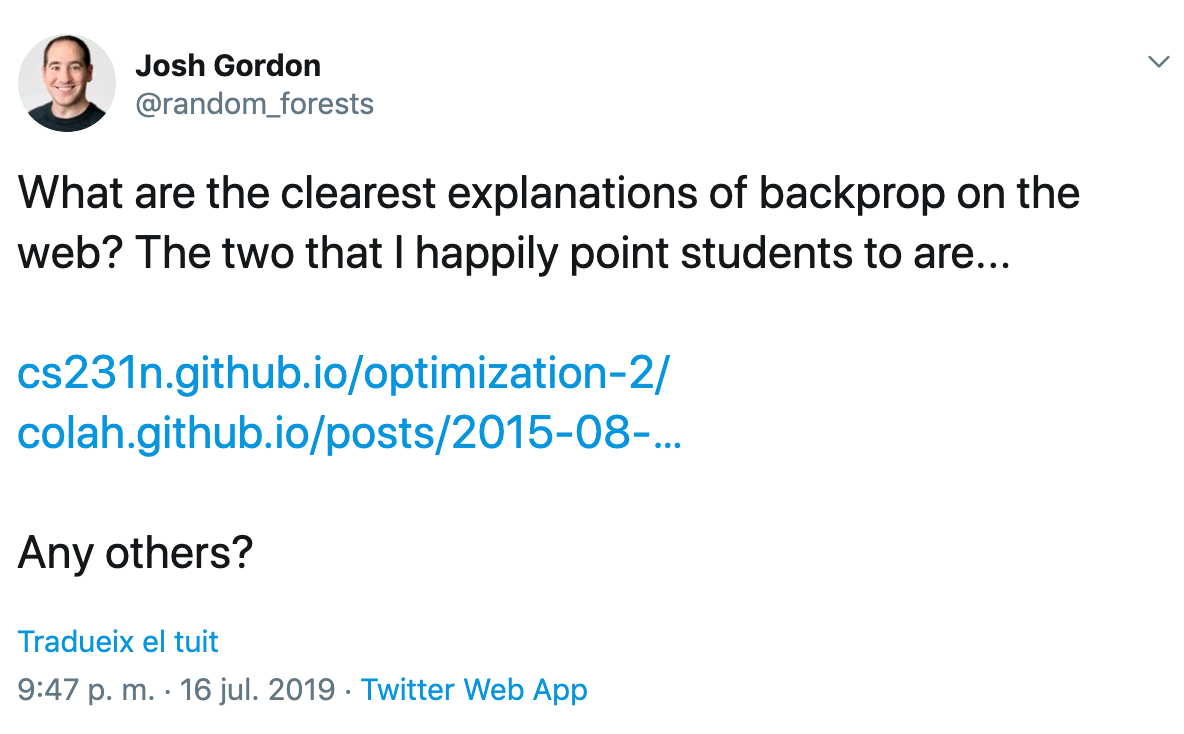 Josh Gordon
@random_forests
What are the clearest explanations of backprop on the
web? The two that I happily point students to are...
cs231n.github.io/optimization-2/
colah.github.io/posts/2015-08-…
Any others?
Tradueix el tuit
9:47 p. m. · 16 jul. 2019 · Twitter Web App